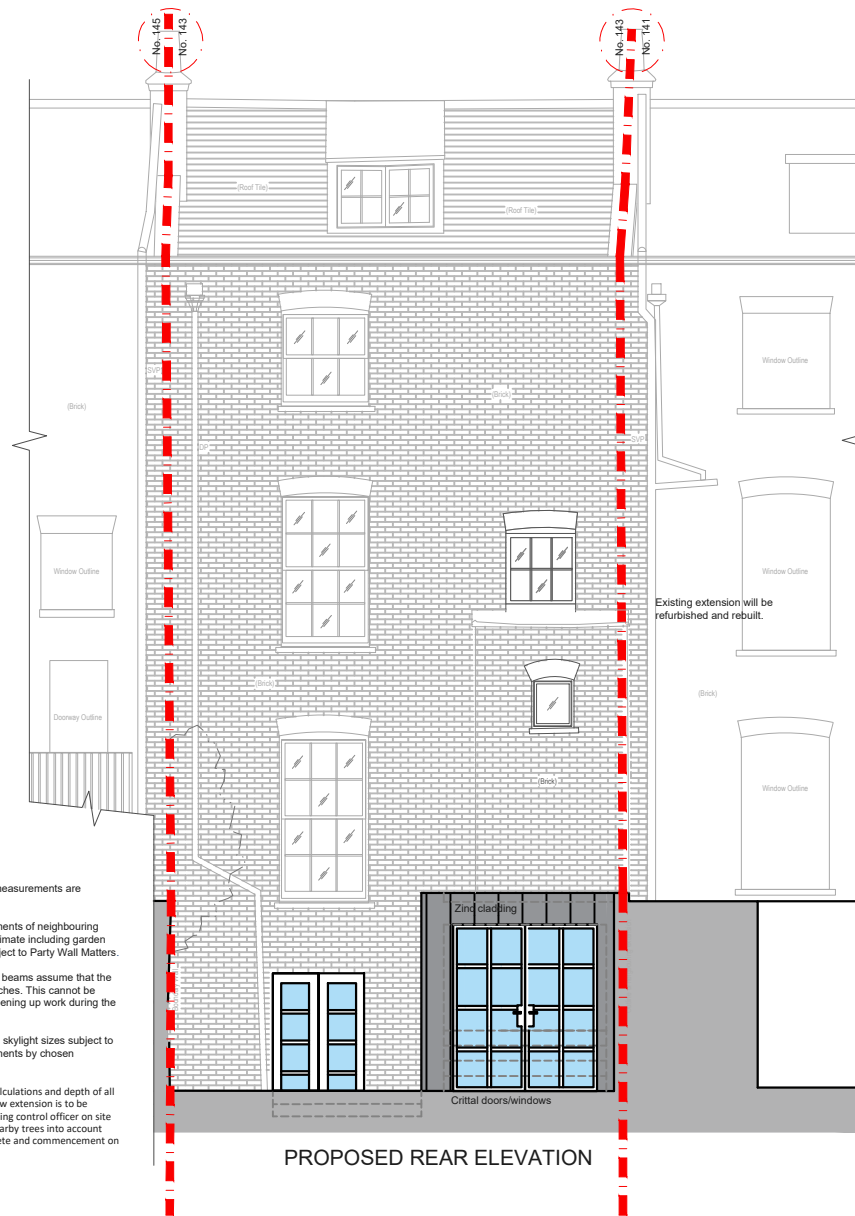 No. 145
No. 143
No. 143
No. 141
(Roof Tile)
(Roof Tile)
Window Outline
SVP
(Brick)
(Brick)
SVP
DP
Window Outline
Window Outline
Existing extension will be
refurbished and rebuilt.
(Brick)
(Brick)
Doorway Outline
(Brick)
Window Outline
measurements are
ments of neighbouring
imate including garden
ject to Party Wall Matters.
beams assume that the
ches. This cannot be
ening up work during the
skylight sizes subject to
ments by chosen
lculations and depth of all
w extension is to be
ing control officer on site
arby trees into account
ete and commencement on
Zinc cladding
Crittal doors/windows
PROPOSED REAR ELEVATION